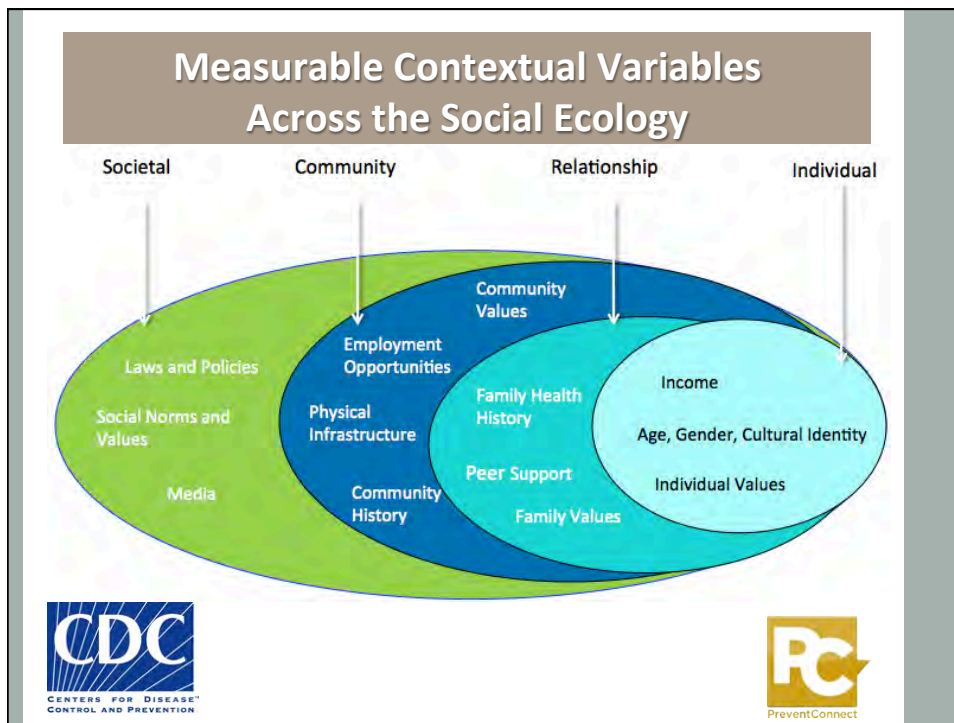 Measurable Contextual Variables
Across the Social Ecology
Societal
Community
Relationship
Individual
Community
Values
Employment
Opportunities
Laws and Policies
Income
Family Health
History
Physical
Infrastructure
Social Norms and
Values
Age, Gender, Cultural Identity
Peer Support
Individual Values
Media
Community
History
Family Values
CDC
CENTERS FOR DISEASE™
CONTROL AND PREVENTION
PC
PreventConnect